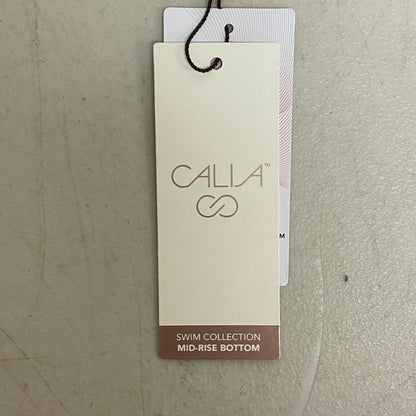 CALIA™
SWIM COLLECTION
MID-RISE BOTTOM
M